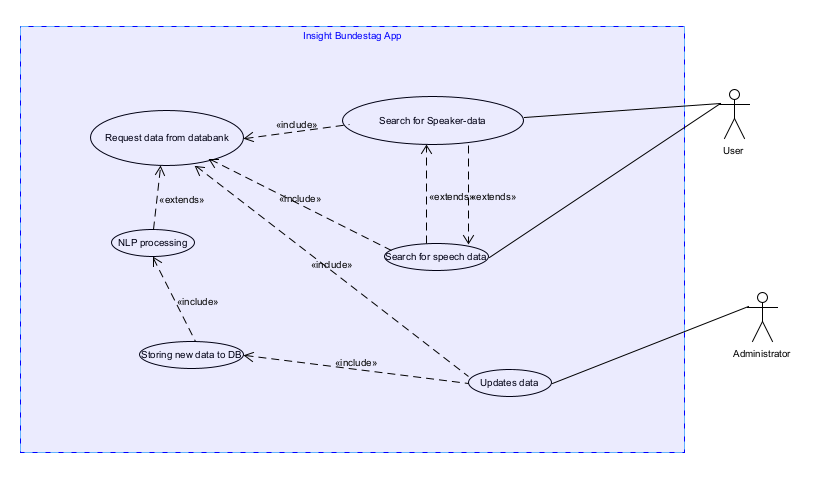 Insight Bundestag App
Search for Speaker-data
«include»
Request data from databank
User
«extends»
«extends»
«extends»
«include»
NLP processing
Search for speech data
«include»
«include»
Administrator
Storing new data to DB
«include»
Updates data